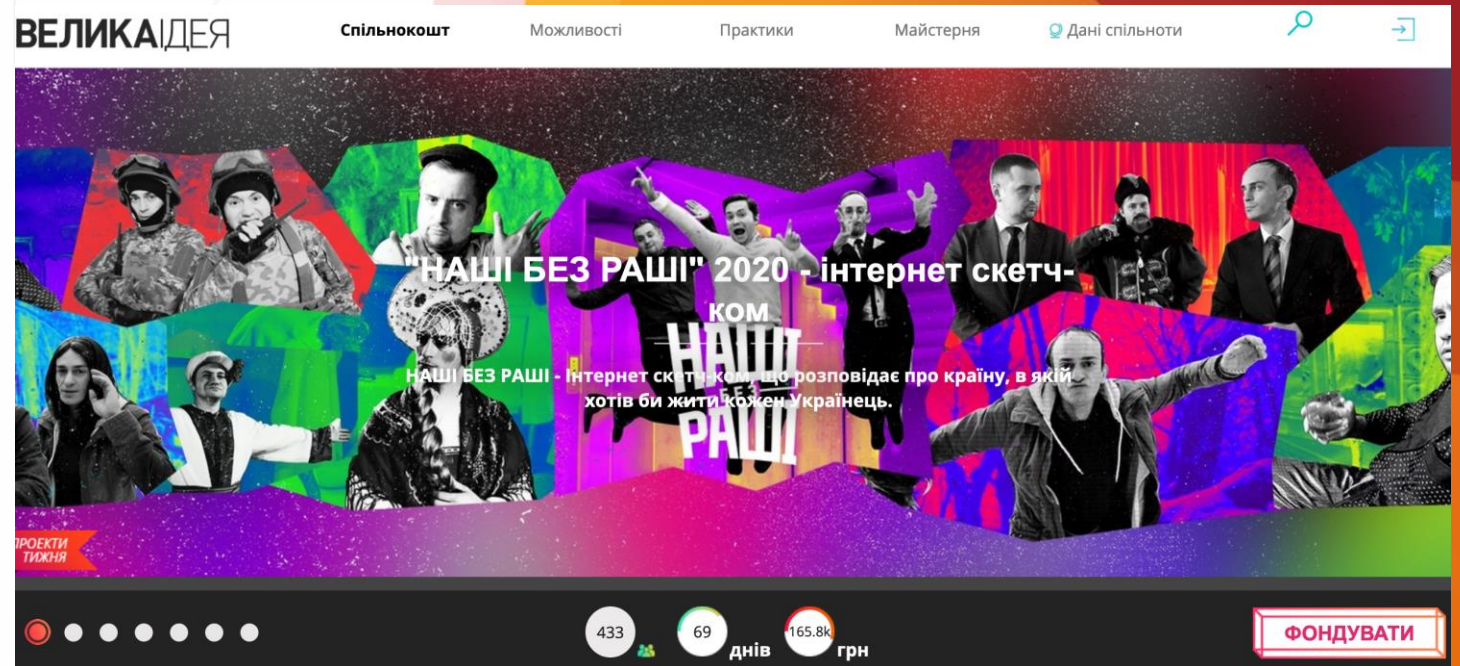 ВЕЛИКАІДЕЯ
Спільнокошт
Можливості
Практики
Майстерня
Дані спільноти
"НАШІ БЕЗ РАШІ" 2020 - інтернет скетч-
ком
НАШІ
БЕЗ
РАШІ
НАШІ БЕЗ РАШІ - Інтернет скетч-ком, що розповідає про країну, в якій
хотів би жити кожен Українець.
ПРОЕКТИ
ТИЖНЯ
433
69 днів
165.8k грн
ФОНДУВАТИ